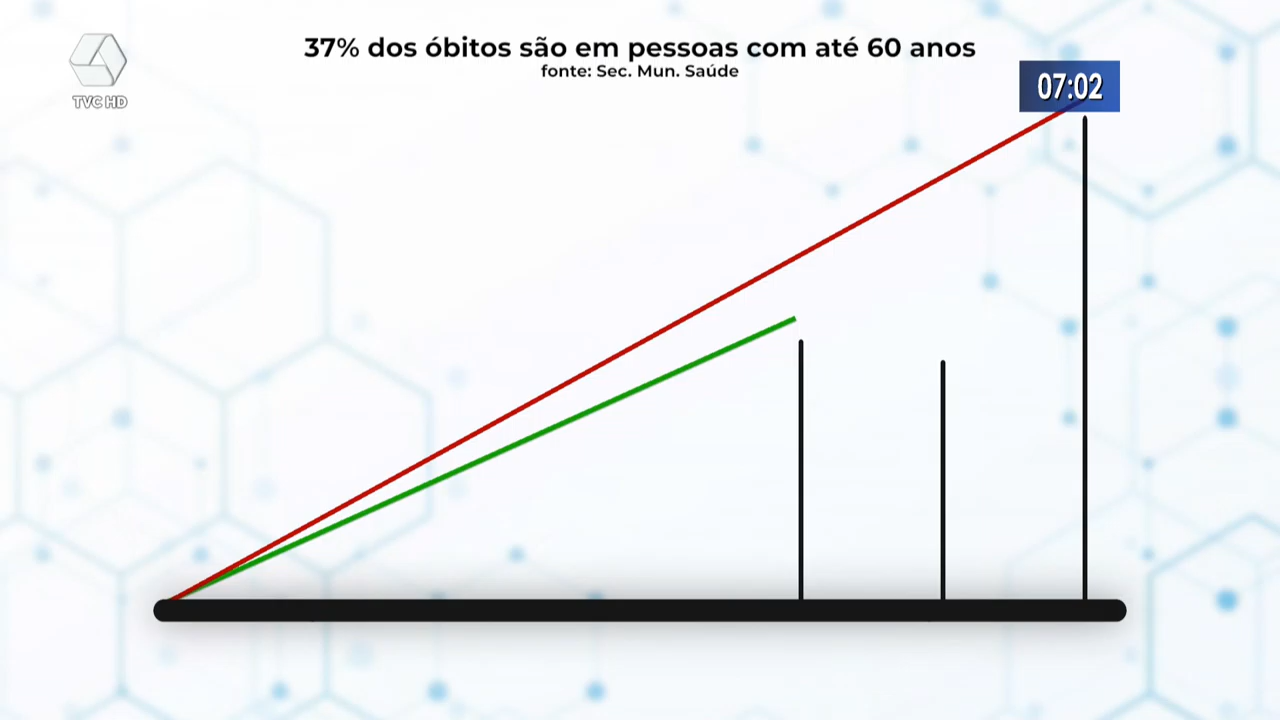 37% dos óbitos são em pessoas com até 60 anos
fonte: Sec. Mun. Saúde
TVC HD
07:02